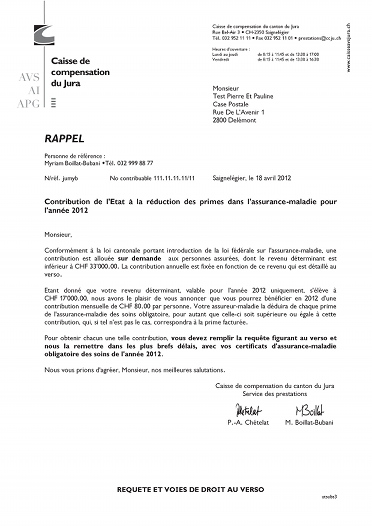 Caisse de
compensation
du Jura
AVS
AI
APG
Caisse de compensation du canton du Jura
Rue Bel-Air 3 • CH-2350 Saignelégier
Tél. 032 952 11 11 • Fax 032 952 11 01 • prestations@ccju.ch
Heures d'ouverture :
Lundi au jeudi de 8.15 à 11.45 et de 13.30 à 17.00
Vendredi de 8.15 à 11.45 et de 13.30 à 16.30
www.caisseavsjura.ch
Monsieur
Test Pierre Et Pauline
Case Postale
Rue De L'Avenir 1
2800 Delémont
RAPPEL
Personne de référence :
Myriam Boillat-Bubani • Tél. 032 999 88 77
N/réf. jumyb No contribuable 111.11.11.11/11 Saignelégier, le 18 avril 2012
Contribution de l'Etat à la réduction des primes dans l'assurance-maladie pour
l'année 2012
Monsieur,
Conformément à la loi cantonale portant introduction de la loi fédérale sur l'assurance-maladie, une
contribution est allouée sur demande aux personnes assurées, dont le revenu déterminant est
inférieur à CHF 33'000.00. La contribution annuelle est fixée en fonction de ce revenu qui est détaillé au
verso.
Etant donné que votre revenu déterminant, valable pour l'année 2012 uniquement, s'élève à
CHF 17'000.00, nous avons le plaisir de vous annoncer que vous pourrez bénéficier en 2012 d'une
contribution mensuelle de CHF 80.00 par personne. Votre assureur-maladie la déduira de chaque prime
de l'assurance-maladie des soins obligatoire, pour autant que celle-ci soit supérieure ou égale à cette
contribution, qui, si tel n'est pas le cas, correspondra à la prime facturée.
Pour obtenir chacun une telle contribution, vous devez remplir la requête figurant au verso et
nous la remettre dans les plus brefs délais, avec vos certificats d'assurance-maladie
obligatoire des soins de l'année 2012.
Nous vous prions d'agréer, Monsieur, nos meilleures salutations.
Caisse de compensation du canton du Jura
Service des prestations
P.-A. Chételat M. Boillat-Bubani
REQUETE ET VOIES DE DROIT AU VERSO